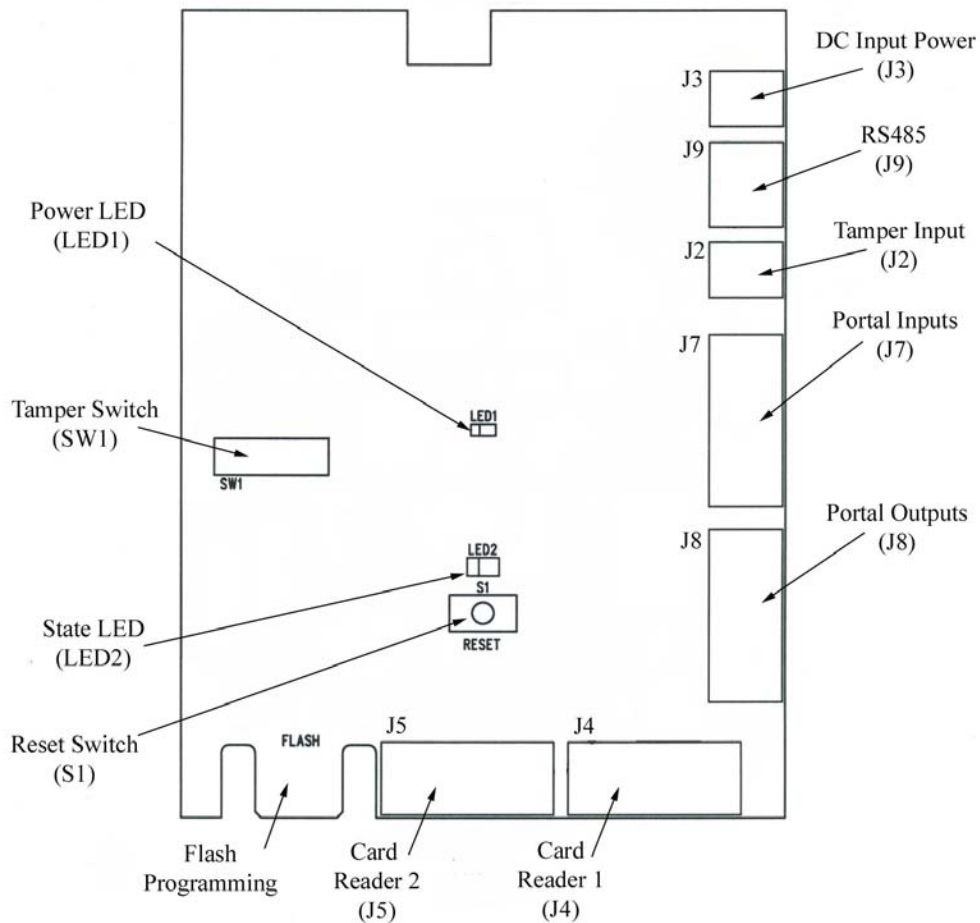 DC Input Power
(J3)
J3
RS485
(J9)
J9
Power LED
(LED1)
Tamper Input
(J2)
J2
Portal Inputs
(J7)
J7
Tamper Switch
(SW1)
LED1
SW1
Portal Outputs
(J8)
J8
LED2
S1
State LED
(LED2)
RESET
Reset Switch
(S1)
FLASH
J5
J4
Flash
Programming
Card
Reader 2
(J5)
Card
Reader 1
(J4)